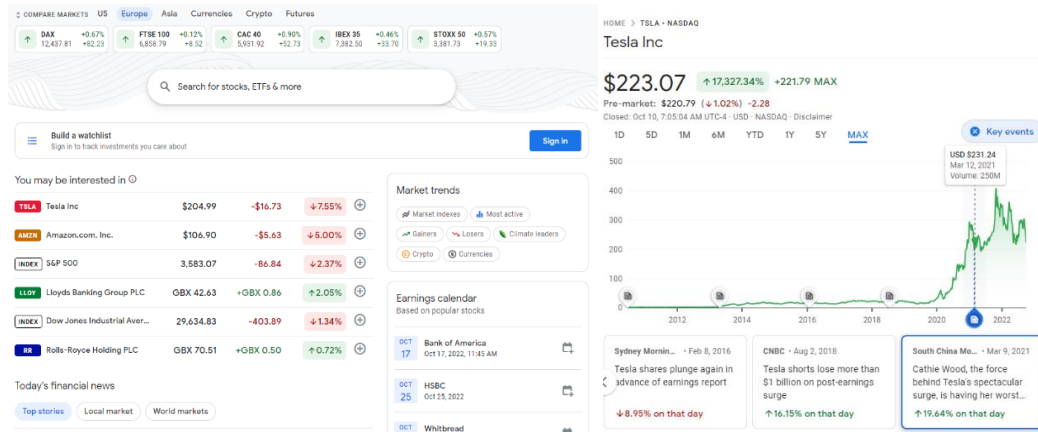 COMPARE MARKETS US Europe Asia Currencies Crypto Futures
DAX +0.67%
12,437.81 +82.23
FTSE 100 +0.12%
6,858.79 +8.52
CAC 40 +0.90%
5,931.92 +52.73
IBEX 35 +0.46%
7,382.50 +33.70
STOXX 50 +0.57%
3,381.73 +19.33
Search for stocks, ETFs & more
Build a watchlist
Sign in to track investments you care about
Sign in
You may be interested in
TSLA Tesla Inc $204.99 -$16.73 7.55%
AMZN Amazon.com, Inc. $106.90 -$5.63 5.00%
INDEX S&P 500 3,583.07 -86.84 2.37%
LLOY Lloyds Banking Group PLC GBX 42.63 +GBX 0.86 2.05%
INDEX Dow Jones Industrial Aver... 29,634.83 -403.89 1.34%
RR Rolls-Royce Holding PLC GBX 70.51 +GBX 0.50 0.72%
Today's financial news
Top stories Local market World markets
Market trends
Market indexes Most active
Gainers Losers Climate leaders
Crypto Currencies
Earnings calendar
Based on popular stocks
OCT 17
Bank of America
Oct 17, 2022, 11:45 AM
OCT 25
HSBC
Oct 25, 2022
OCT
Whitbread
HOME > TSLA • NASDAQ
Tesla Inc
$223.07 ↑17,327.34% +221.79 MAX
Pre-market: $220.79 (↓1.02%) -2.28
Closed: Oct 10, 7:05:04 AM UTC-4 · USD · NASDAQ · Disclaimer
1D 5D 1M 6M YTD 1Y 5Y MAX
Key events
USD $231.24
Mar 12, 2021
Volume: 250M
500
400
300
200
100
0
2012 2014 2016 2018 2020 2022
Sydney Mornin... • Feb 8, 2016
Tesla shares plunge again in
advance of earnings report
↓8.95% on that day
CNBC • Aug 2, 2018
Tesla shorts lose more than
$1 billion on post-earnings
surge
↑16.15% on that day
South China Mo... • Mar 9, 2021
Cathie Wood, the force
behind Tesla's spectacular
surge, is having her worst...
↑19.64% on that day